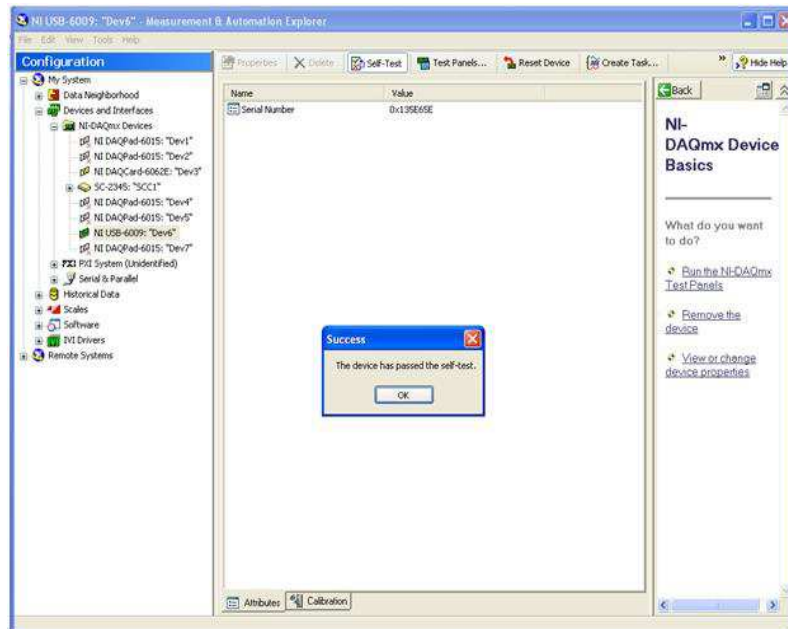 NI USB-6009: "Dev6" - Measurement & Automation Explorer
File Edit View Tools Help
Configuration
Properties Delete Self-Test Test Panels... Reset Device Create Task... » Hide Help
My System
Data Neighborhood
Devices and Interfaces
NI-DAQmx Devices
NI DAQPad-6015: "Dev1"
NI DAQPad-6015: "Dev2"
NI DAQCard-6062E: "Dev3"
SC-2345: "SCC1"
NI DAQPad-6015: "Dev4"
NI DAQPad-6015: "Dev5"
NI USB-6009: "Dev6"
NI DAQPad-6015: "Dev7"
PXI PXI System (Unidentified)
Serial & Parallel
Historical Data
Scales
Software
IVI Drivers
Remote Systems
Name Value
Serial Number 0x135E65E
Success
The device has passed the self-test.
OK
Attributes Calibration
Back
NI-
DAQmx Device
Basics
What do you want
to do?
Run the NI-DAQmx
Test Panels
Remove the
device
View or change
device properties